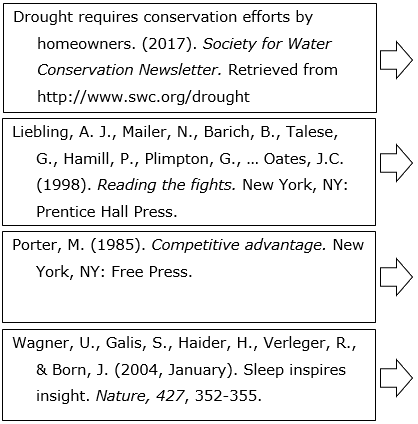 Drought requires conservation efforts by
homeowners. (2017). Society for Water
Conservation Newsletter. Retrieved from
http://www.swc.org/drought
Liebling, A. J., Mailer, N., Barich, B., Talese,
G., Hamill, P., Plimpton, G., … Oates, J.C.
(1998). Reading the fights. New York, NY:
Prentice Hall Press.
Porter, M. (1985). Competitive advantage. New
York, NY: Free Press.
Wagner, U., Galis, S., Haider, H., Verleger, R.,
& Born, J. (2004, January). Sleep inspires
insight. Nature, 427, 352-355.